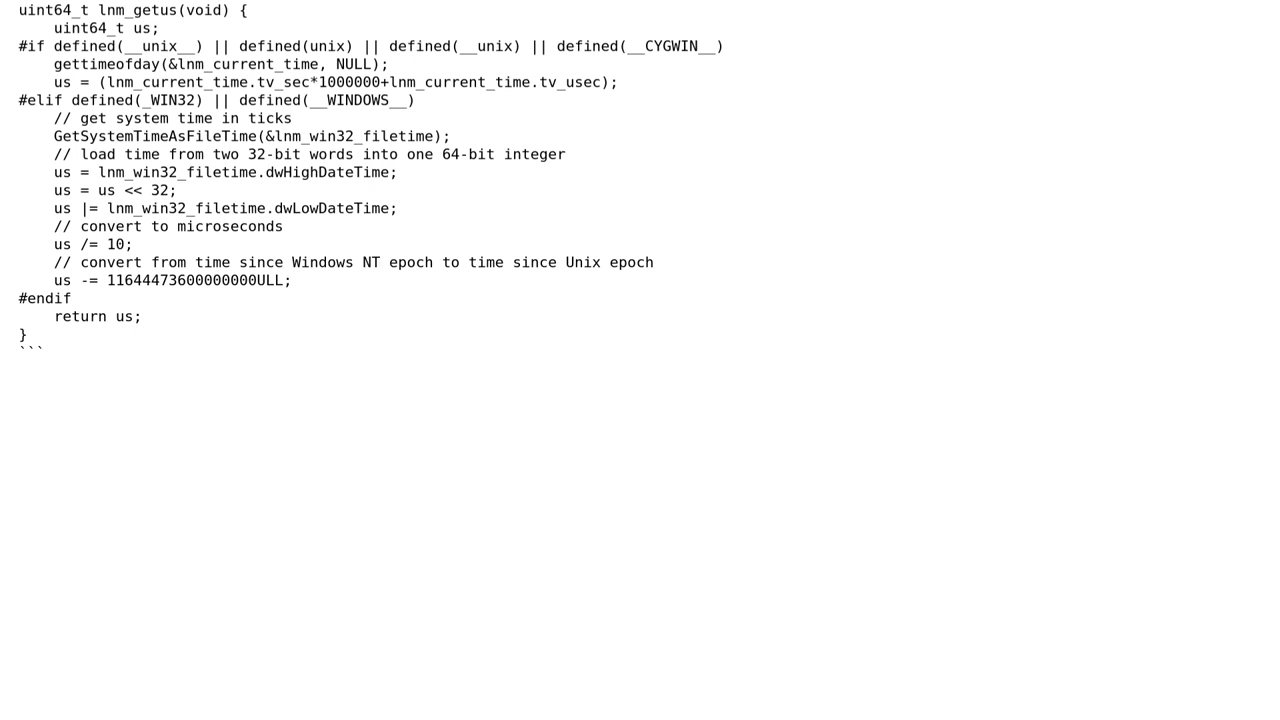 uint64_t lnm_getus(void) {
    uint64_t us;
#if defined(__unix__) || defined(unix) || defined(__unix) || defined(__CYGWIN__)
    gettimeofday(&lnm_current_time, NULL);
    us = (lnm_current_time.tv_sec*1000000+lnm_current_time.tv_usec);
#elif defined(_WIN32) || defined(__WINDOWS__)
    // get system time in ticks
    GetSystemTimeAsFileTime(&lnm_win32_filetime);
    // load time from two 32-bit words into one 64-bit integer
    us = lnm_win32_filetime.dwHighDateTime;
    us = us << 32;
    us |= lnm_win32_filetime.dwLowDateTime;
    // convert to microseconds
    us /= 10;
    // convert from time since Windows NT epoch to time since Unix epoch
    us -= 11644473600000000ULL;
#endif
    return us;
}
```